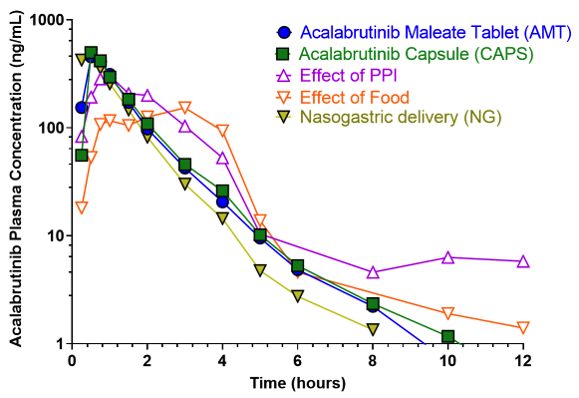 Acalabrutinib Maleate Tablet (AMT)
Acalabrutinib Capsule (CAPS)
Effect of PPI
Effect of Food
Nasogastric delivery (NG)
Acalabrutinib Plasma Concentration (ng/mL)
1000
100
10
1
0 2 4 6 8 10 12
Time (hours)